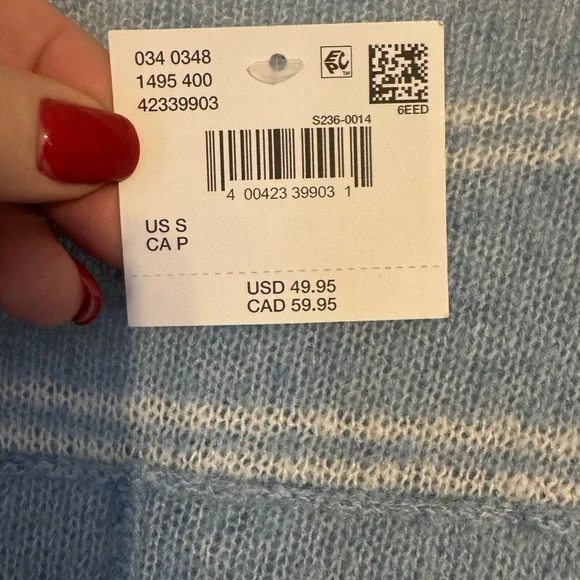 034 0348
1495 400
42339903
EPC™
6EED
S236-0014
4 00423 39903 1
US S
CA P
USD 49.95
CAD 59.95